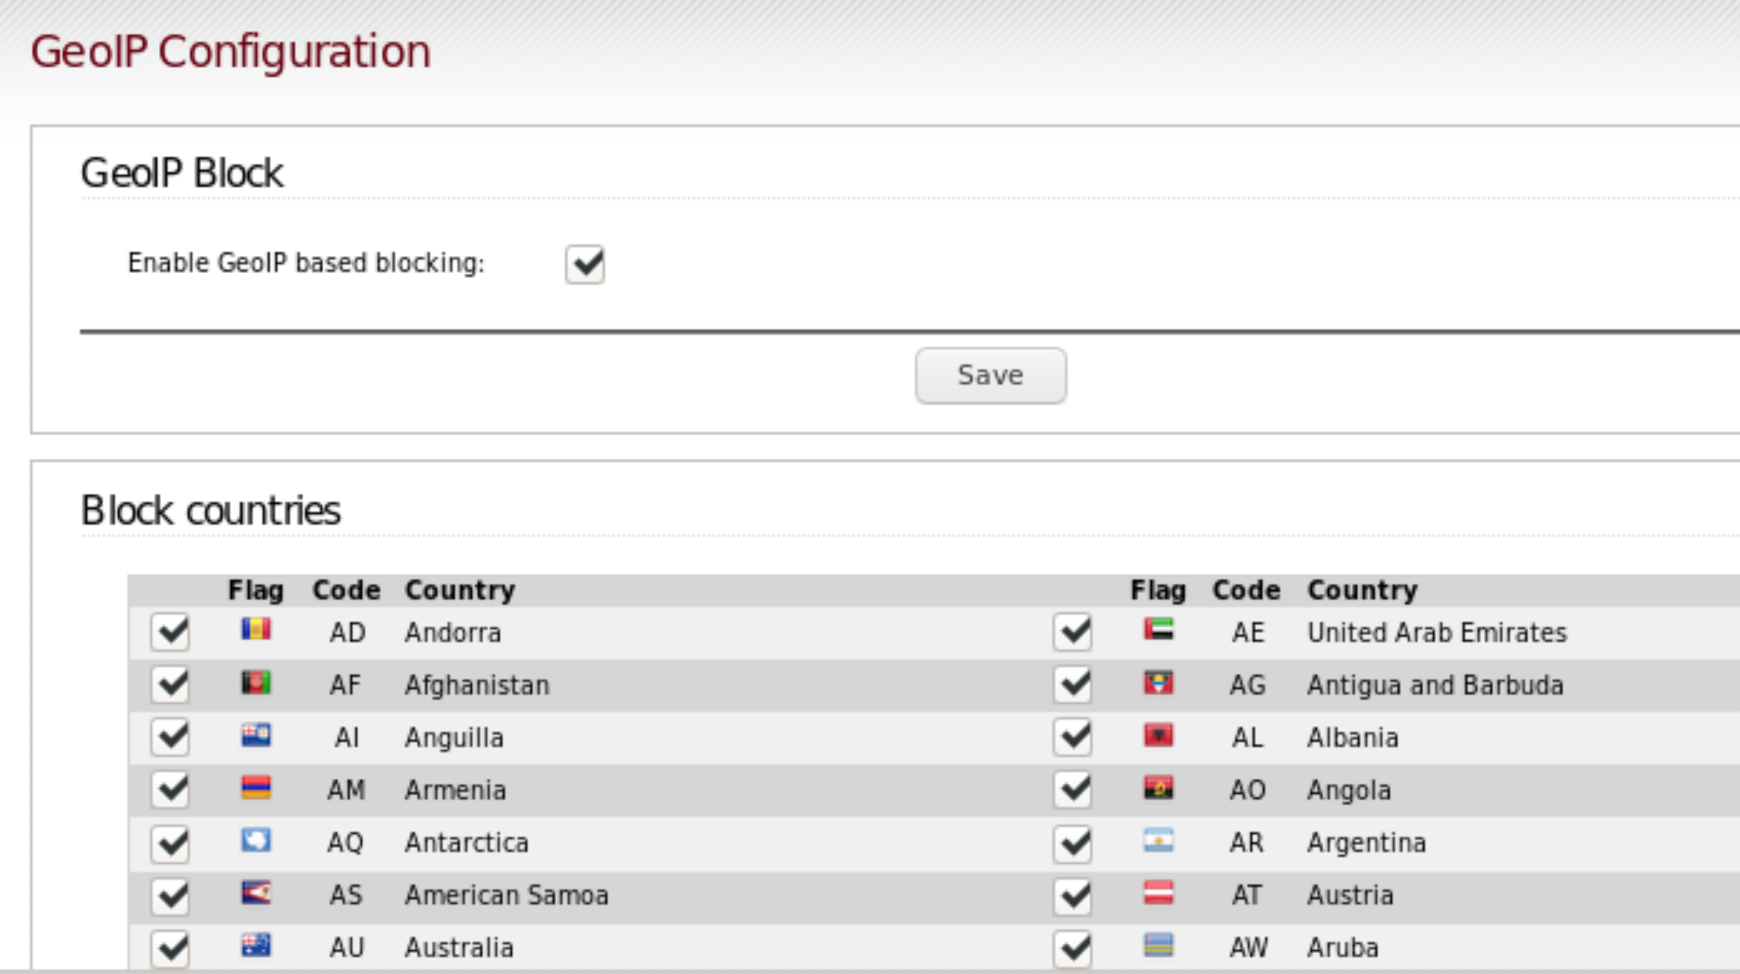 GeoIP Configuration
GeoIP Block
Enable GeoIP based blocking:
Save
Block countries
Flag Code Country Flag Code Country
AD Andorra AE United Arab Emirates
AF Afghanistan AG Antigua and Barbuda
AI Anguilla AL Albania
AM Armenia AO Angola
AQ Antarctica AR Argentina
AS American Samoa AT Austria
AU Australia AW Aruba